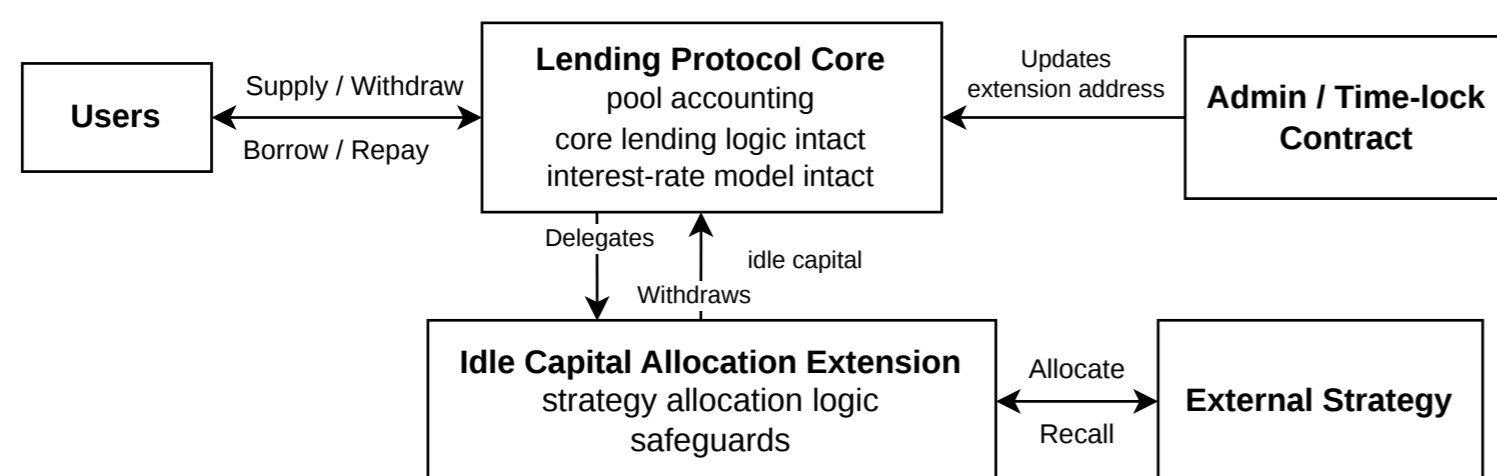 Users
Supply / Withdraw
Borrow / Repay
Lending Protocol Core
pool accounting
core lending logic intact
interest-rate model intact
Updates
extension address
Admin / Time-lock
Contract
Delegates
idle capital
Withdraws
Idle Capital Allocation Extension
strategy allocation logic
safeguards
Allocate
Recall
External Strategy